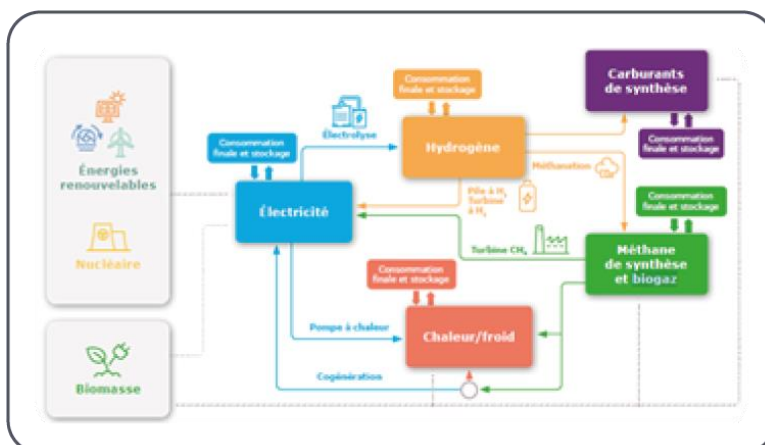 Énergies
renouvelables
Nucléaire
Biomasse
Consommation
finale et stockage
Électricité
Électrolyse
Consommation
finale et stockage
Hydrogène
Carburants
de synthèse
Consommation
finale et stockage
Méthanation
CO₂
Pile à H₂
Turbine
à H₂
Turbine CH₄
Consommation
finale et stockage
Méthane
de synthèse
et biogaz
Consommation
finale et stockage
Chaleur/froid
Pompe à chaleur
Cogénération